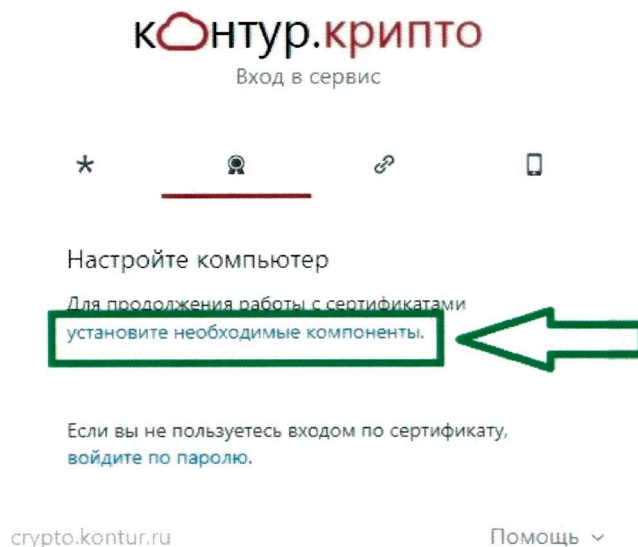 контур.крипто
Вход в сервис
Настройте компьютер
Для продолжения работы с сертификатами
установите необходимые компоненты.
Если вы не пользуетесь входом по сертификату,
войдите по паролю.
crypto.kontur.ru Помощь